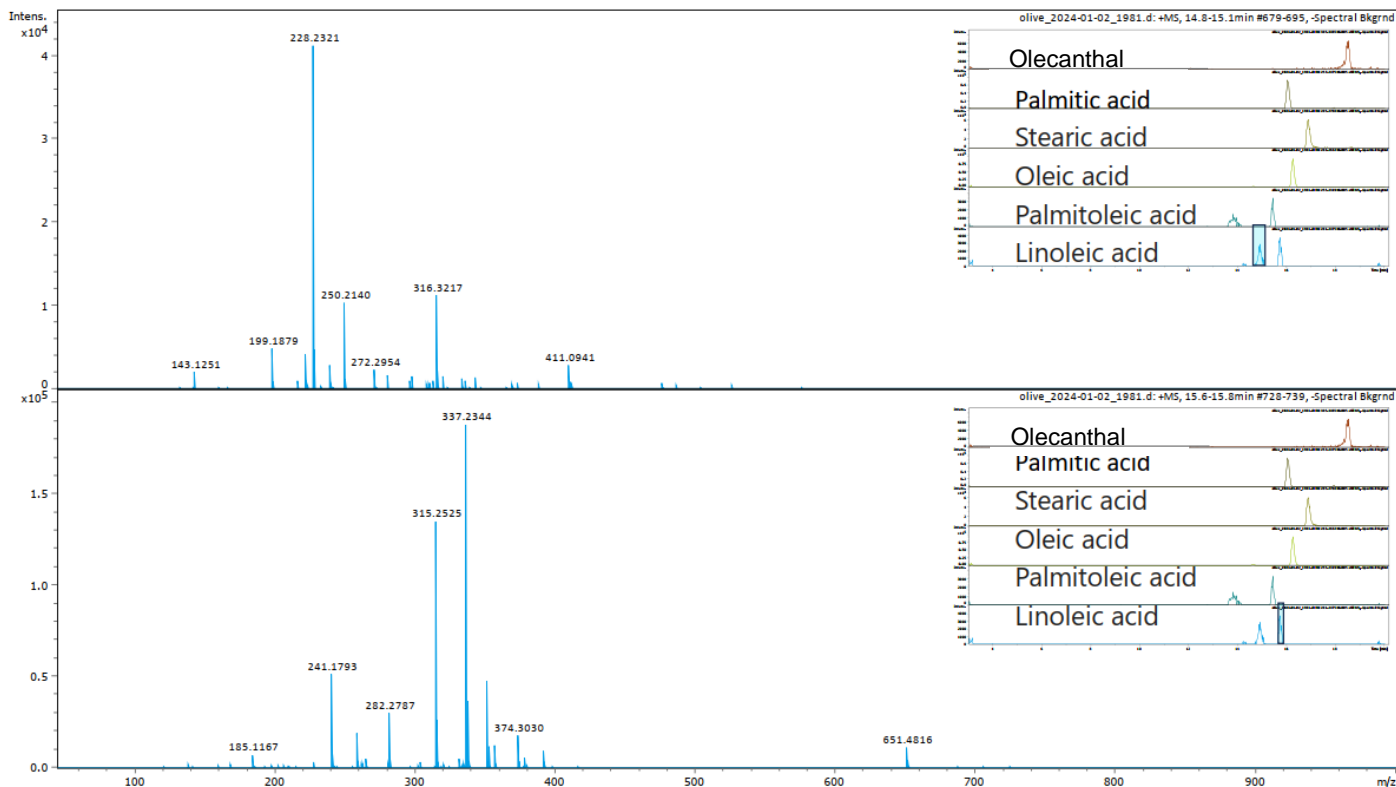 Intens.
x10⁴
olive_2024-01-02_1981.d: +MS, 14.8-15.1min #679-695, -Spectral Bkgrnd
4
3
2
1
0
228.2321
250.2140
316.3217
199.1879
143.1251
272.2954
411.0941
Olecanthal
Palmitic acid
Stearic acid
Oleic acid
Palmitoleic acid
Linoleic acid
x10⁵
olive_2024-01-02_1981.d: +MS, 15.6-15.8min #728-739, -Spectral Bkgrnd
1.5
1.0
0.5
0.0
337.2344
315.2525
241.1793
282.2787
374.3030
185.1167
651.4816
Olecanthal
Palmitic acid
Stearic acid
Oleic acid
Palmitoleic acid
Linoleic acid
100 200 300 400 500 600 700 800 900 m/z